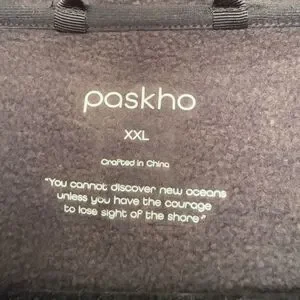 paskho
XXL
Crafted in China
"You cannot discover new oceans
unless you have the courage
to lose sight of the shore"